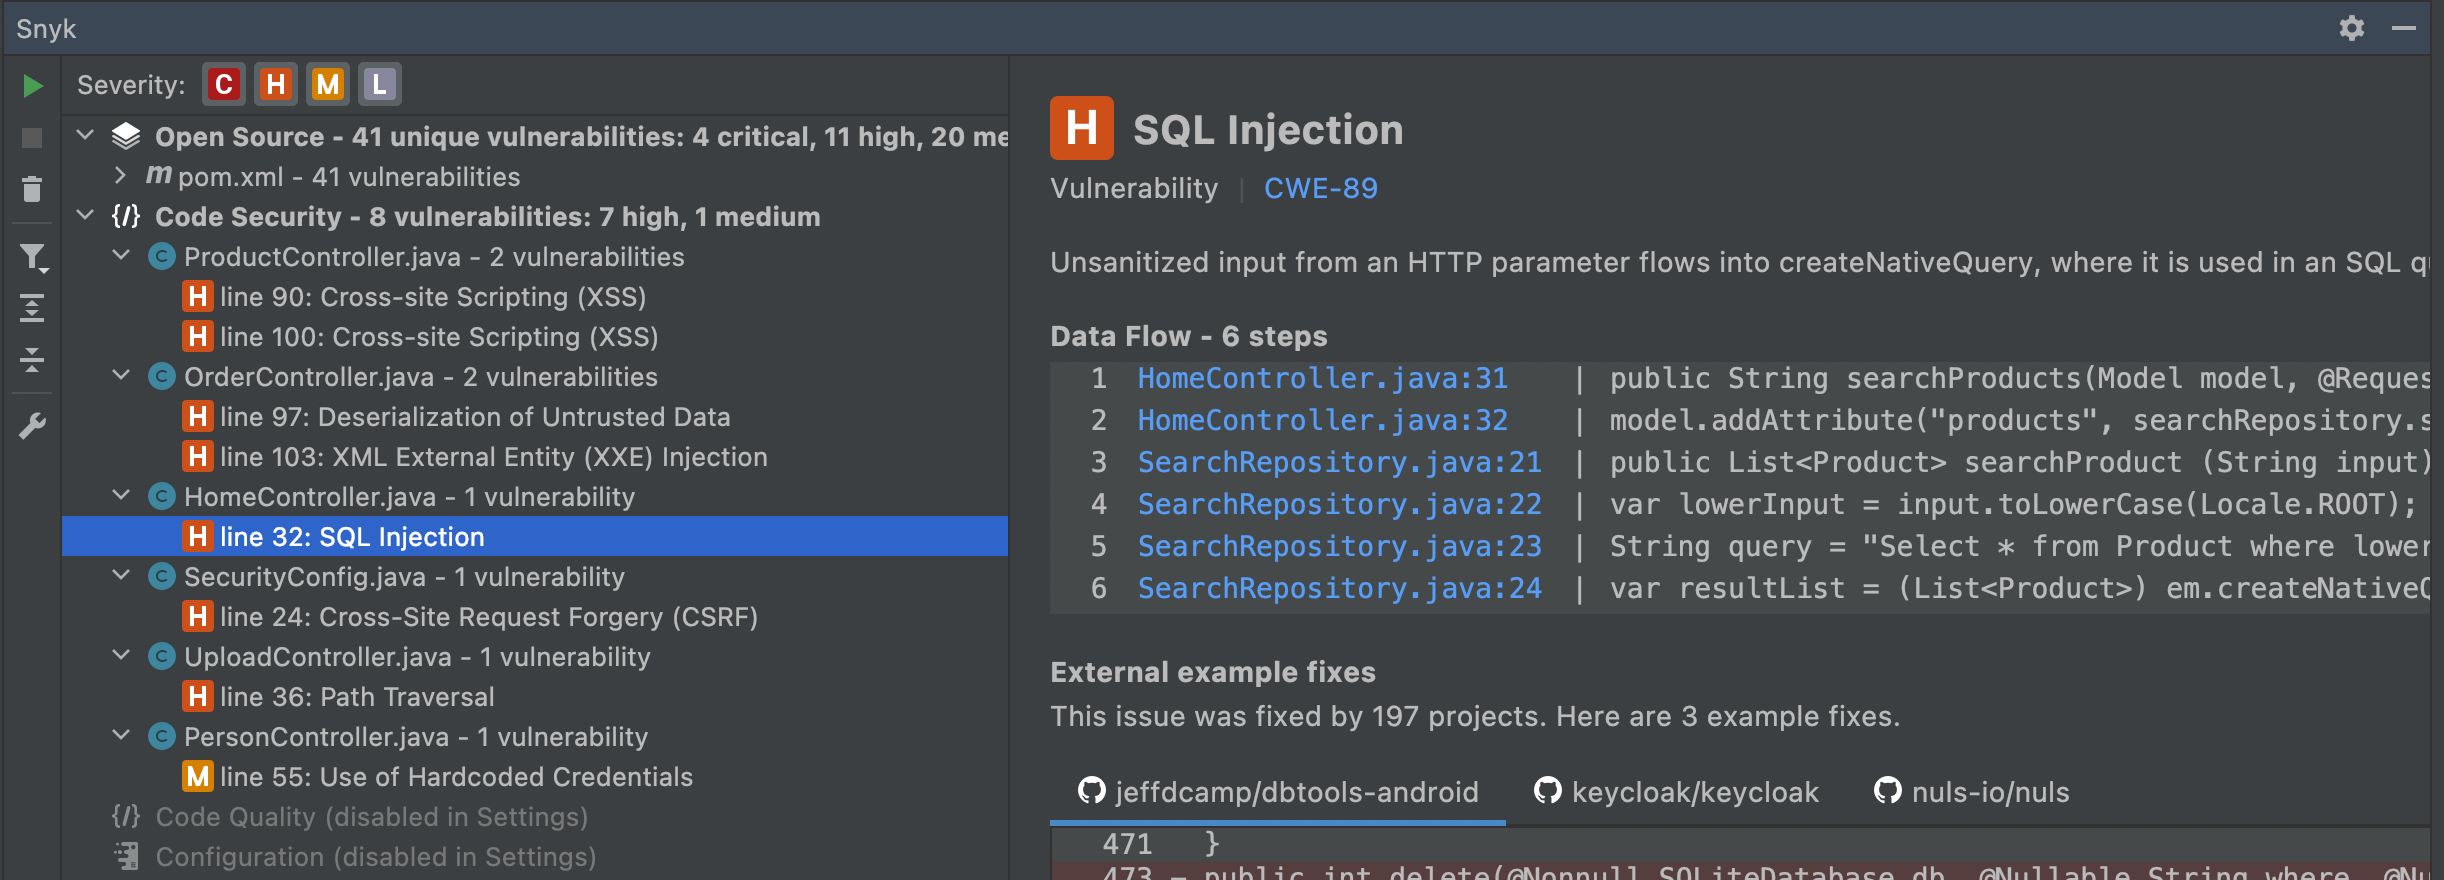 Snyk
Severity: C H M L
Open Source - 41 unique vulnerabilities: 4 critical, 11 high, 20 me
pom.xml - 41 vulnerabilities
Code Security - 8 vulnerabilities: 7 high, 1 medium
C ProductController.java - 2 vulnerabilities
H line 90: Cross-site Scripting (XSS)
H line 100: Cross-site Scripting (XSS)
C OrderController.java - 2 vulnerabilities
H line 97: Deserialization of Untrusted Data
H line 103: XML External Entity (XXE) Injection
C HomeController.java - 1 vulnerability
H line 32: SQL Injection
C SecurityConfig.java - 1 vulnerability
H line 24: Cross-Site Request Forgery (CSRF)
C UploadController.java - 1 vulnerability
H line 36: Path Traversal
C PersonController.java - 1 vulnerability
M line 55: Use of Hardcoded Credentials
Code Quality (disabled in Settings)
Configuration (disabled in Settings)
H SQL Injection
Vulnerability | CWE-89
Unsanitized input from an HTTP parameter flows into createNativeQuery, where it is used in an SQL q
Data Flow - 6 steps
1 HomeController.java:31 | public String searchProducts(Model model, @Reques
2 HomeController.java:32 | model.addAttribute("products", searchRepository.s
3 SearchRepository.java:21 | public List<Product> searchProduct (String input)
4 SearchRepository.java:22 | var lowerInput = input.toLowerCase(Locale.ROOT);
5 SearchRepository.java:23 | String query = "Select * from Product where lower
6 SearchRepository.java:24 | var resultList = (List<Product>) em.createNativeQ
External example fixes
This issue was fixed by 197 projects. Here are 3 example fixes.
jeffdcamp/dbtools-android keycloak/keycloak nuls-io/nuls
471 }
473 - public int delete(@Nonnull SQLiteDatabase db, @Nullable String where, @Nu